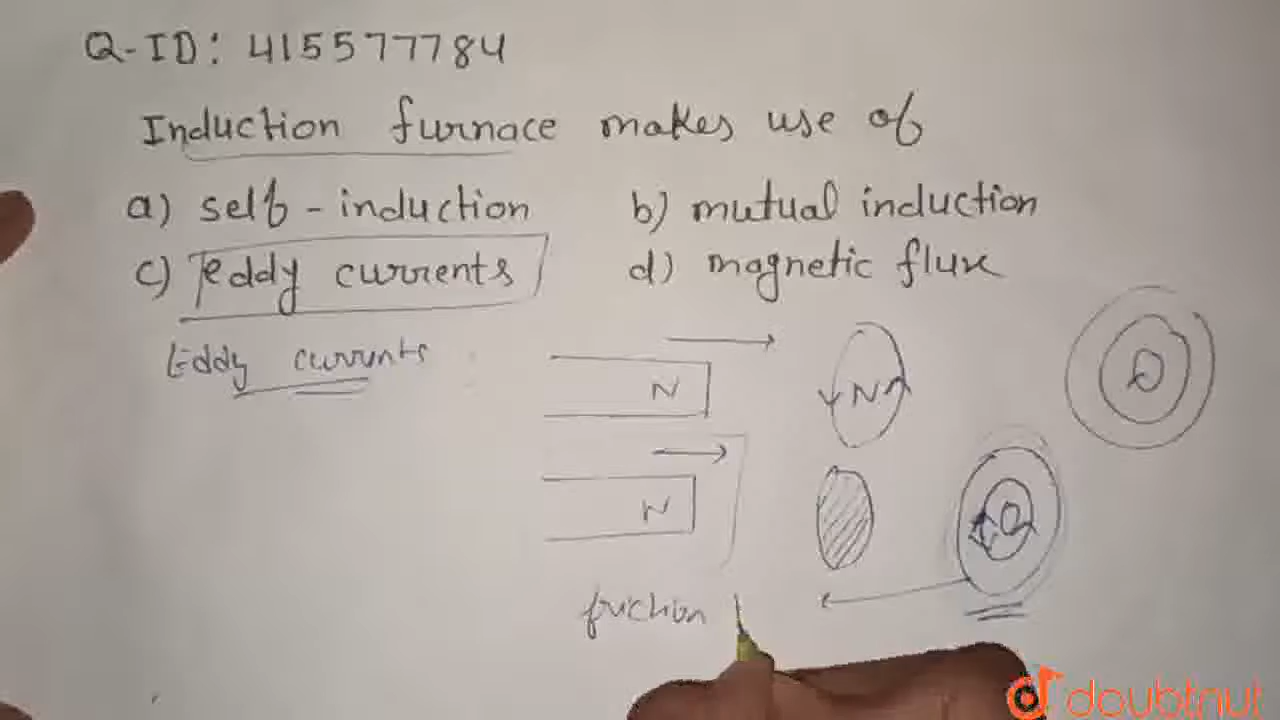 Q-ID: 415577784
Induction furnace makes use of
a) self-induction b) mutual induction
c) eddy currents d) magnetic flux
Eddy currents
N
N
N
friction
doubtnut